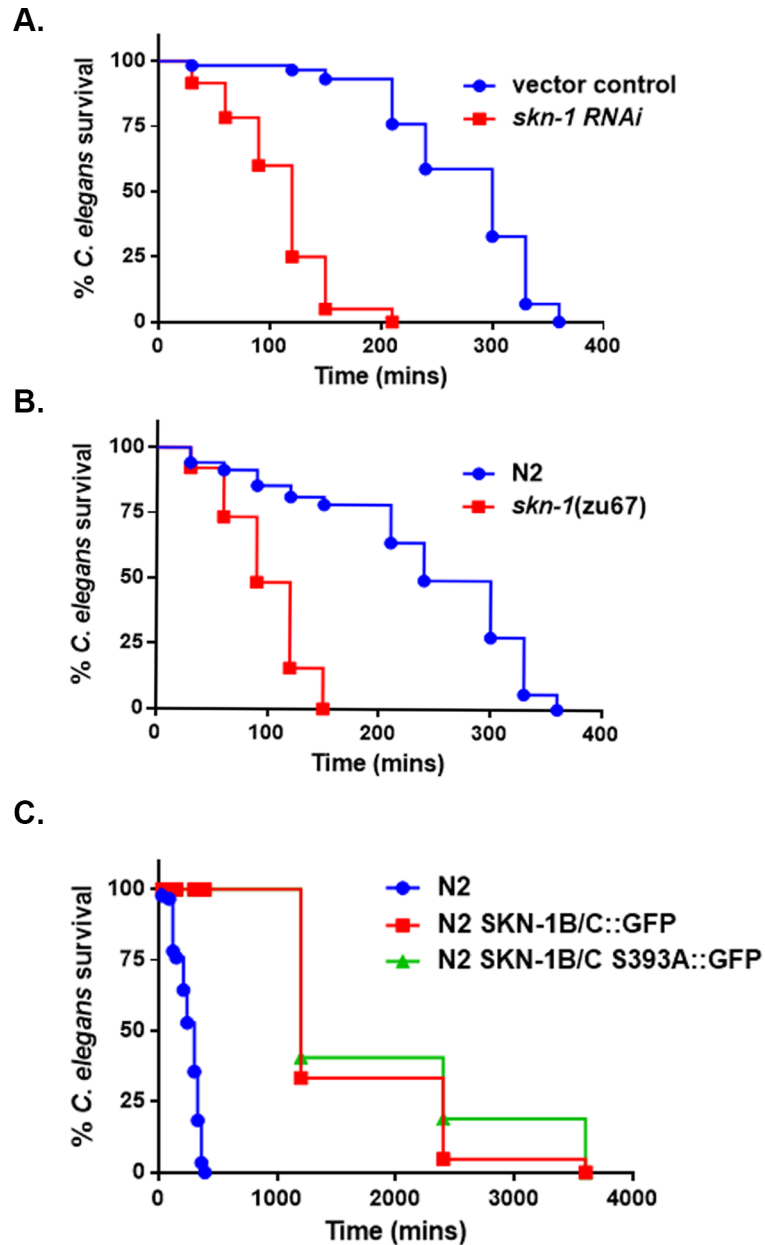 A.
% C. elegans survival
100
75
50
25
0
vector control
skn-1 RNAi
0 100 200 300 400
Time (mins)
B.
% C. elegans survival
100
75
50
25
0
N2
skn-1(zu67)
0 100 200 300 400
Time (mins)
C.
% C. elegans survival
100
75
50
25
0
N2
N2 SKN-1B/C::GFP
N2 SKN-1B/C S393A::GFP
0 1000 2000 3000 4000
Time (mins)